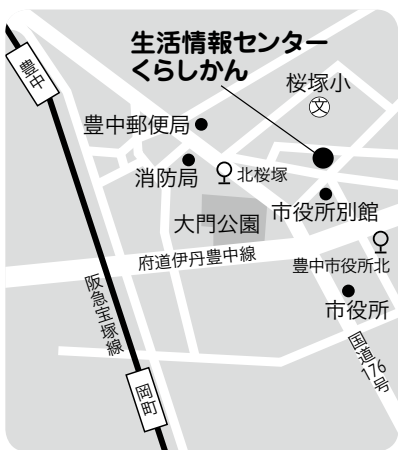 生活情報センター
くらしかん
豊中
桜塚小
文
豊中郵便局
消防局
北桜塚
市役所別館
大門公園
府道伊丹豊中線
豊中市役所北
阪急宝塚線
市役所
国道176号
岡町